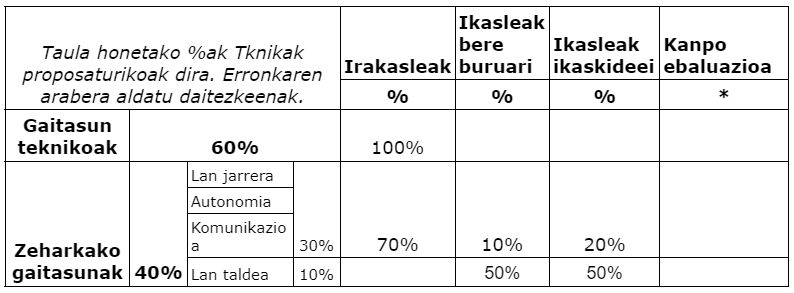 Taula honetako %ak Tknikak
proposaturikoak dira. Erronkaren
arabera aldatu daitezkeenak.
Irakasleak
Ikasleak
bere
buruari
Ikasleak
ikaskideei
Kanpo
ebaluazioa
% % % *
Gaitasun
teknikoak
60% 100%
Zeharkako
gaitasunak
40%
Lan jarrera
Autonomia
Komunikazio
a
30% 70% 10% 20%
Lan taldea 10% 50% 50%